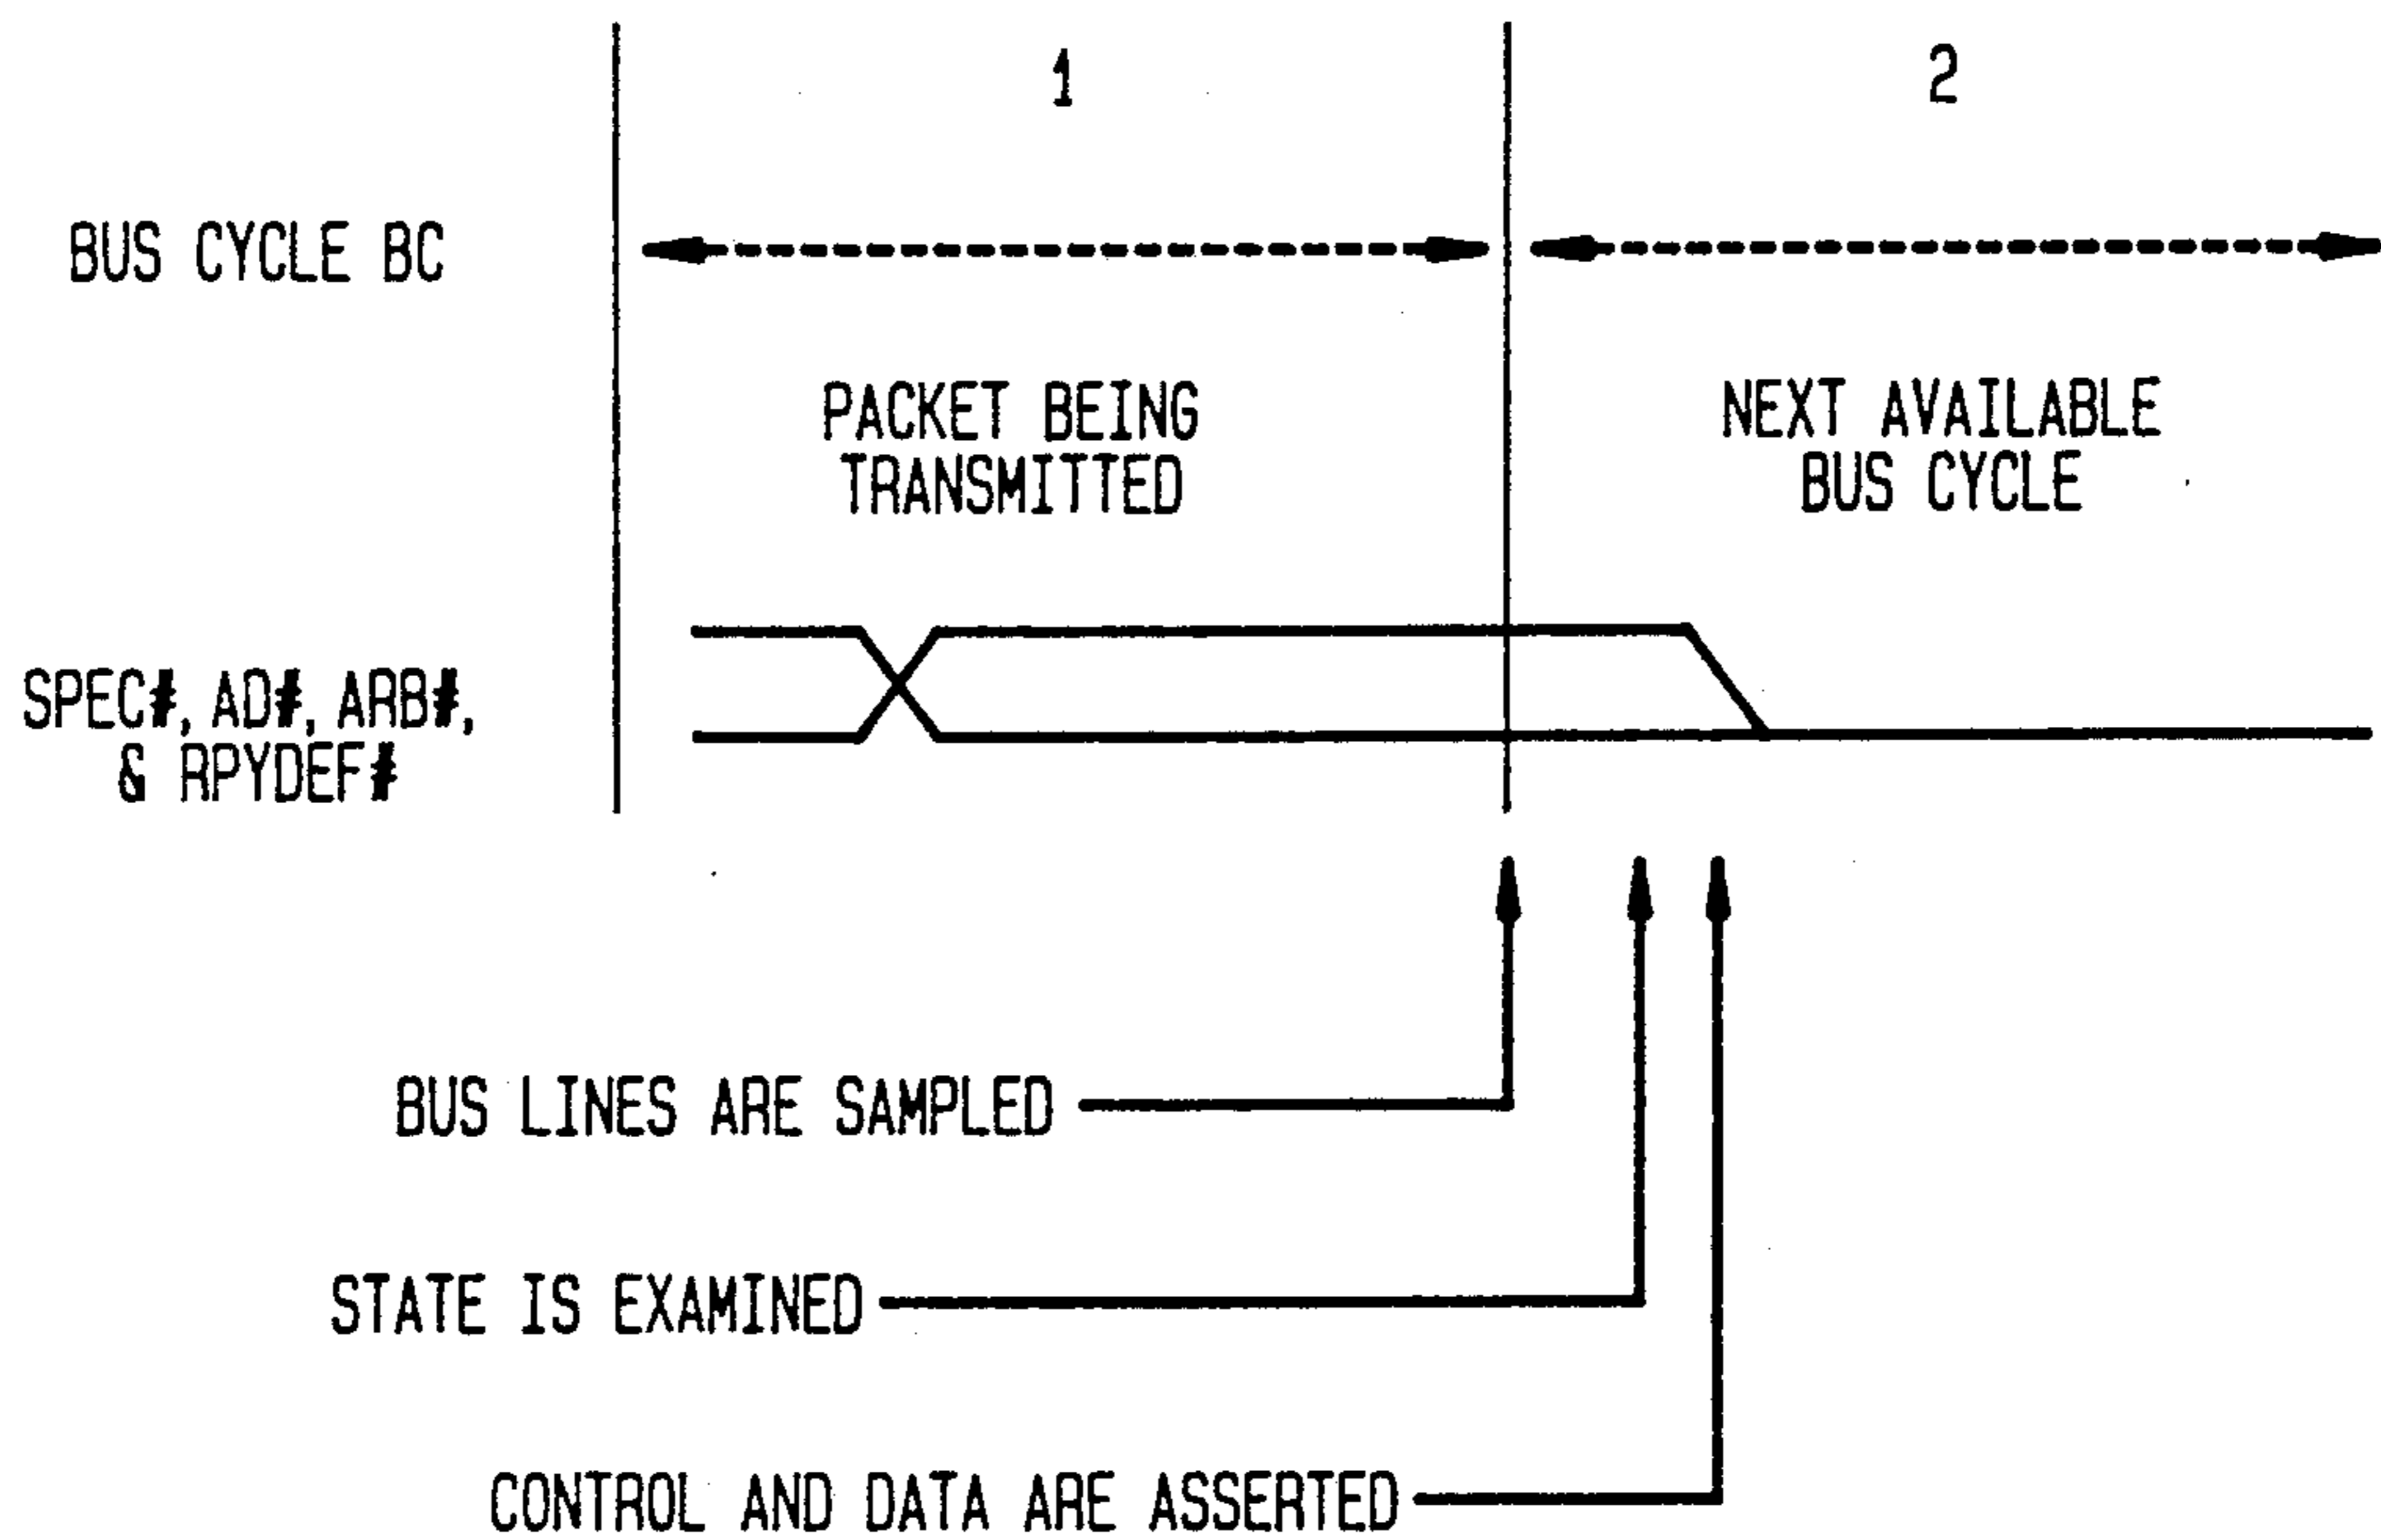 1
2
BUS CYCLE BC
PACKET BEING
TRANSMITTED
NEXT AVAILABLE
BUS CYCLE
SPEC#, AD#, ARB#,
& RPYDEF#
BUS LINES ARE SAMPLED
STATE IS EXAMINED
CONTROL AND DATA ARE ASSERTED